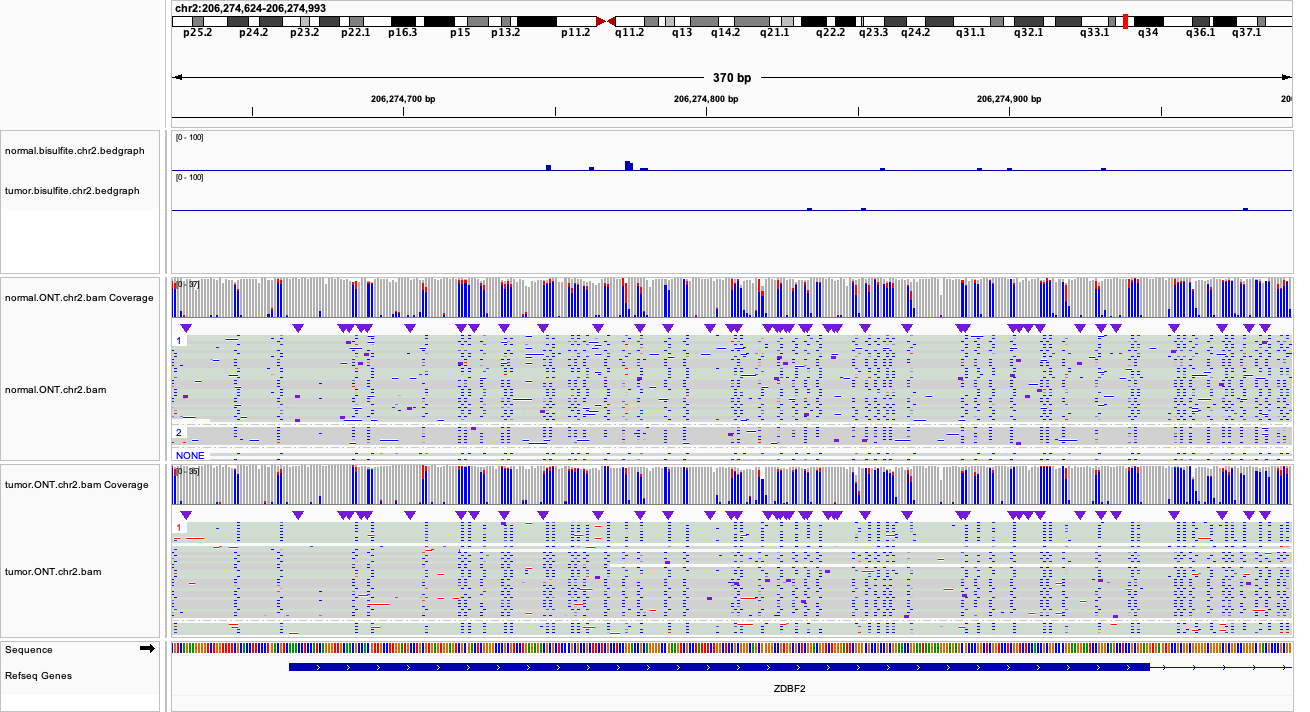 chr2:206,274,624-206,274,993
p25.2 p24.2 p23.2 p22.1 p16.3 p15 p13.2 p11.2 q11.2 q13 q14.2 q21.1 q22.2 q23.3 q24.2 q31.1 q32.1 q33.1 q34 q36.1 q37.1
370 bp
206,274,700 bp 206,274,800 bp 206,274,900 bp 20
[0 - 100]
normal.bisulfite.chr2.bedgraph
[0 - 100]
tumor.bisulfite.chr2.bedgraph
[0 - 37]
normal.ONT.chr2.bam Coverage
1
normal.ONT.chr2.bam
2
NONE
[0 - 35]
tumor.ONT.chr2.bam Coverage
1
tumor.ONT.chr2.bam
Sequence
Refseq Genes
ZDBF2